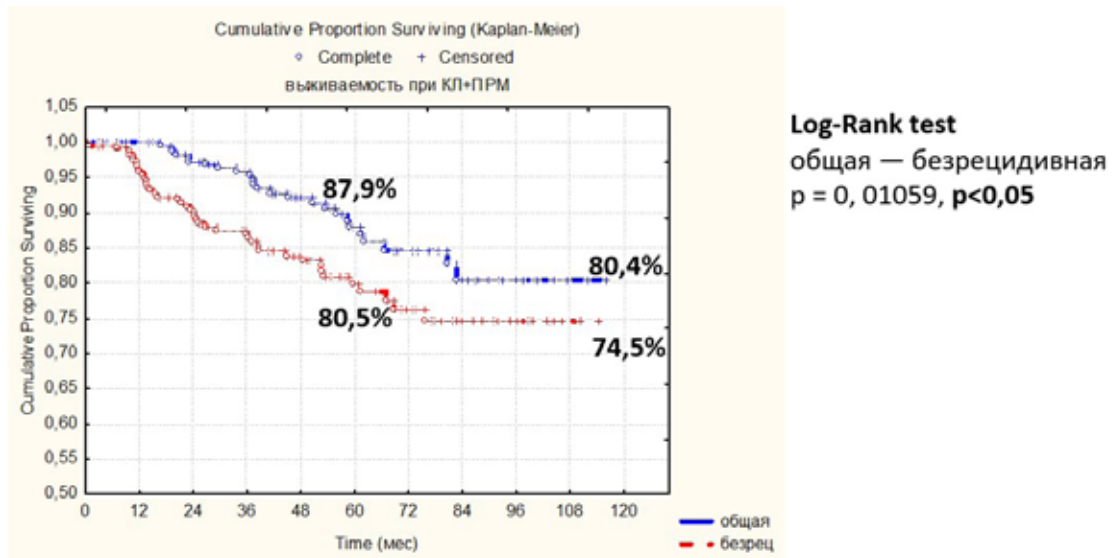 Cumulative Proportion Surviving (Kaplan-Meier)
Complete + Censored
выживаемость при КЛ+ПРМ
Cumulative Proportion Surviving
1,05
1,00
0,95
0,90
0,85
0,80
0,75
0,70
0,65
0,60
0,55
0,50
87,9%
80,4%
80,5%
74,5%
0 12 24 36 48 60 72 84 96 108 120
Time (мес)
общая
безрец
Log-Rank test
общая — безрецидивная
p = 0, 01059, p<0,05